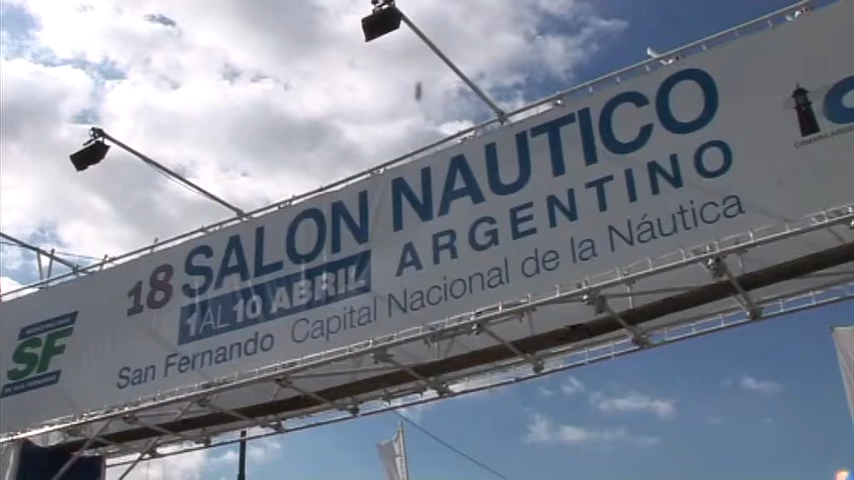 18 SALON NAUTICO
1 AL 10 ABRIL ARGENTINO
San Fernando Capital Nacional de la Náutica
SF